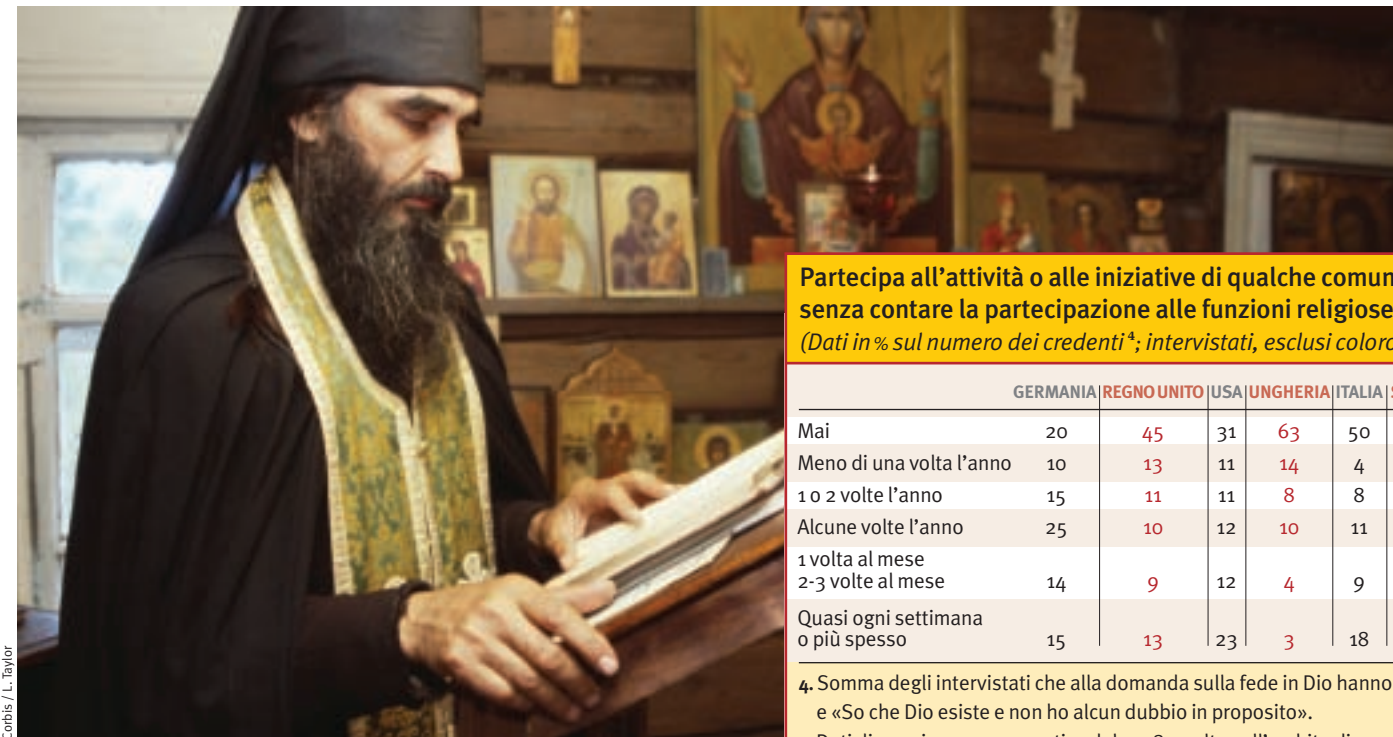 Corbis / L. Taylor
Partecipa all'attività o alle iniziative di qualche
senza contare la partecipazione alle funzioni religiose
(Dati in % sul numero dei credenti⁴; intervistati, esclusi
GERMANIA REGNO UNITO USA UNGHERIA ITALIA
Mai 20 45 31 63 50
Meno di una volta l'anno 10 13 11 14 4
1 o 2 volte l'anno 15 11 11 8 8
Alcune volte l'anno 25 10 12 10 11
1 volta al mese
2-3 volte al mese 14 9 12 4 9
Quasi ogni settimana
o più spesso 15 13 23 3 18
4. Somma degli intervistati che alla domanda sulla fede in Dio hanno
e «So che Dio esiste e non ho alcun dubbio in proposito».